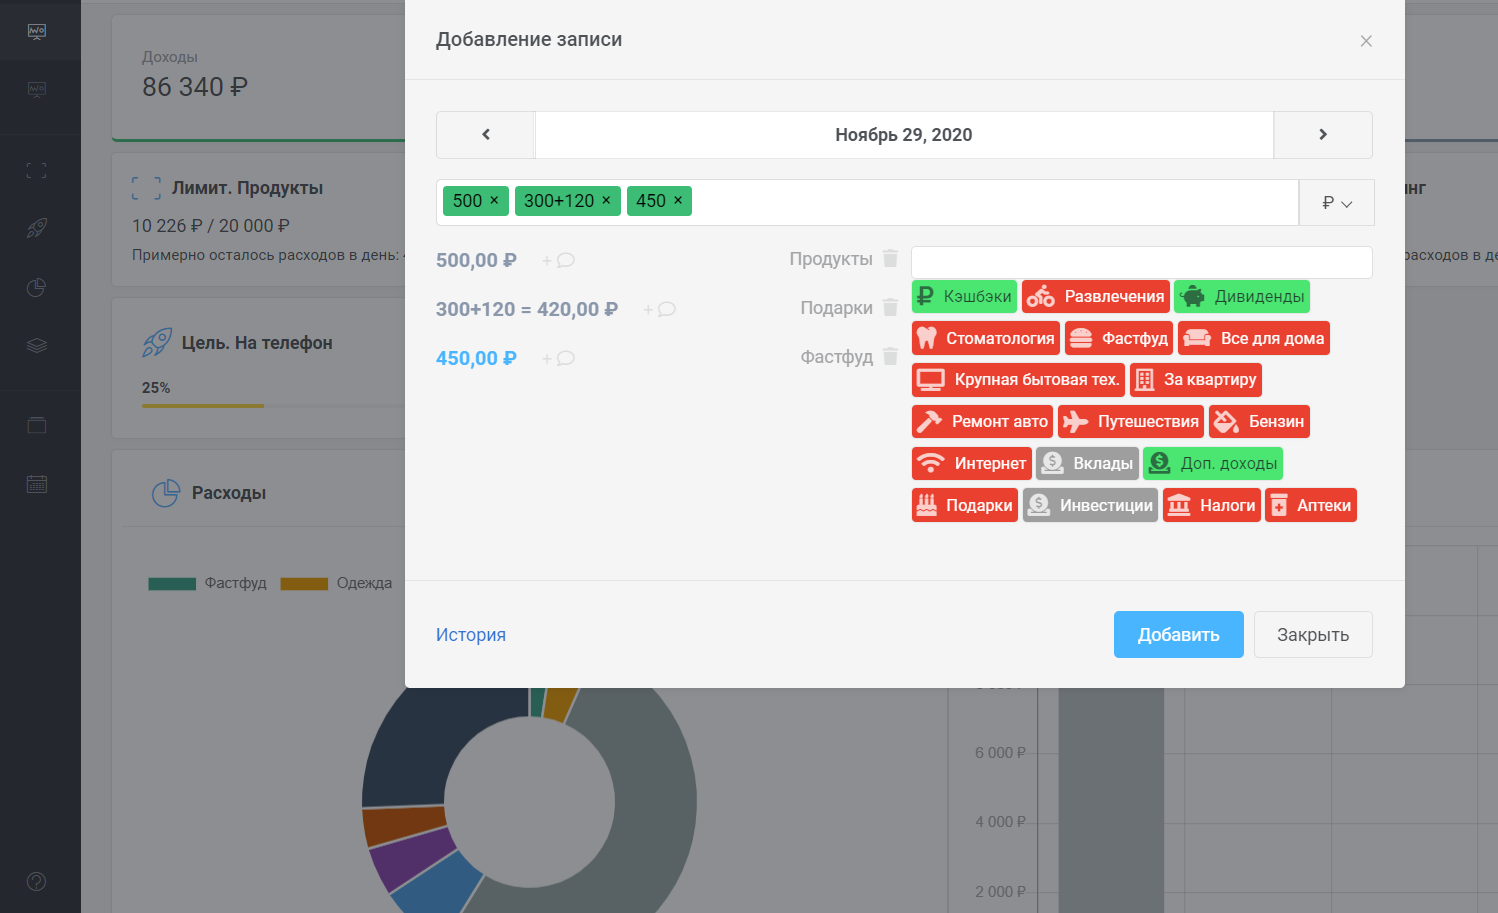 Добавление записи
×
Доходы
86 340 ₽
Ноябрь 29, 2020
Лимит. Продукты
10 226 ₽ / 20 000 ₽
Примерно осталось расходов в день:
500 × 300+120 × 450 ×
₽
500,00 ₽ + Продукты
300+120 = 420,00 ₽ + Подарки
450,00 ₽ + Фастфуд
Кэшбэки Развлечения Дивиденды
Стоматология Фастфуд Все для дома
Крупная бытовая тех. За квартиру
Ремонт авто Путешествия Бензин
Интернет Вклады Доп. доходы
Подарки Инвестиции Налоги Аптеки
Цель. На телефон
25%
Расходы
Фастфуд Одежда
История
Добавить Закрыть
6 000 ₽
4 000 ₽
2 000 ₽